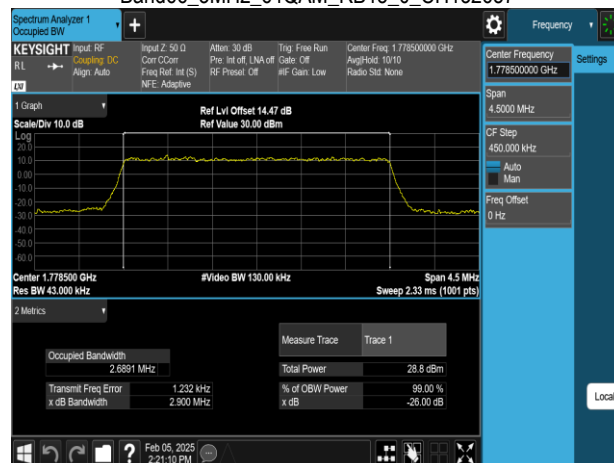 Spectrum Analyzer 1
Occupied BW
Frequency
KEYSIGHT
RL
LXI
Input: RF
Coupling: DC
Align: Auto
Input Z: 50 Ω
Corr CCorr
Freq Ref: Int (S)
NFE: Adaptive
Atten: 30 dB
Pre: Int off, LNA off
RF Presel: Off
Trig: Free Run
Gate: Off
#IF Gain: Low
Center Freq: 1.778500000 GHz
Avg|Hold: 10/10
Radio Std: None
1 Graph
Scale/Div 10.0 dB
Ref Lvl Offset 14.47 dB
Ref Value 30.00 dBm
Log
20.0
10.0
0.00
-10.0
-20.0
-30.0
-40.0
-50.0
-60.0
Center 1.778500 GHz
#Video BW 130.00 kHz
Span 4.5 MHz
Res BW 43.000 kHz
Sweep 2.33 ms (1001 pts)
2 Metrics
Measure Trace
Trace 1
Occupied Bandwidth
2.6891 MHz
Total Power
28.8 dBm
Transmit Freq Error
1.232 kHz
% of OBW Power
99.00 %
x dB Bandwidth
2.900 MHz
x dB
-26.00 dB
Center Frequency
1.778500000 GHz
Settings
Span
4.5000 MHz
CF Step
450.000 kHz
Auto
Man
Freq Offset
0 Hz
Local
Feb 05, 2025
2:21:10 PM